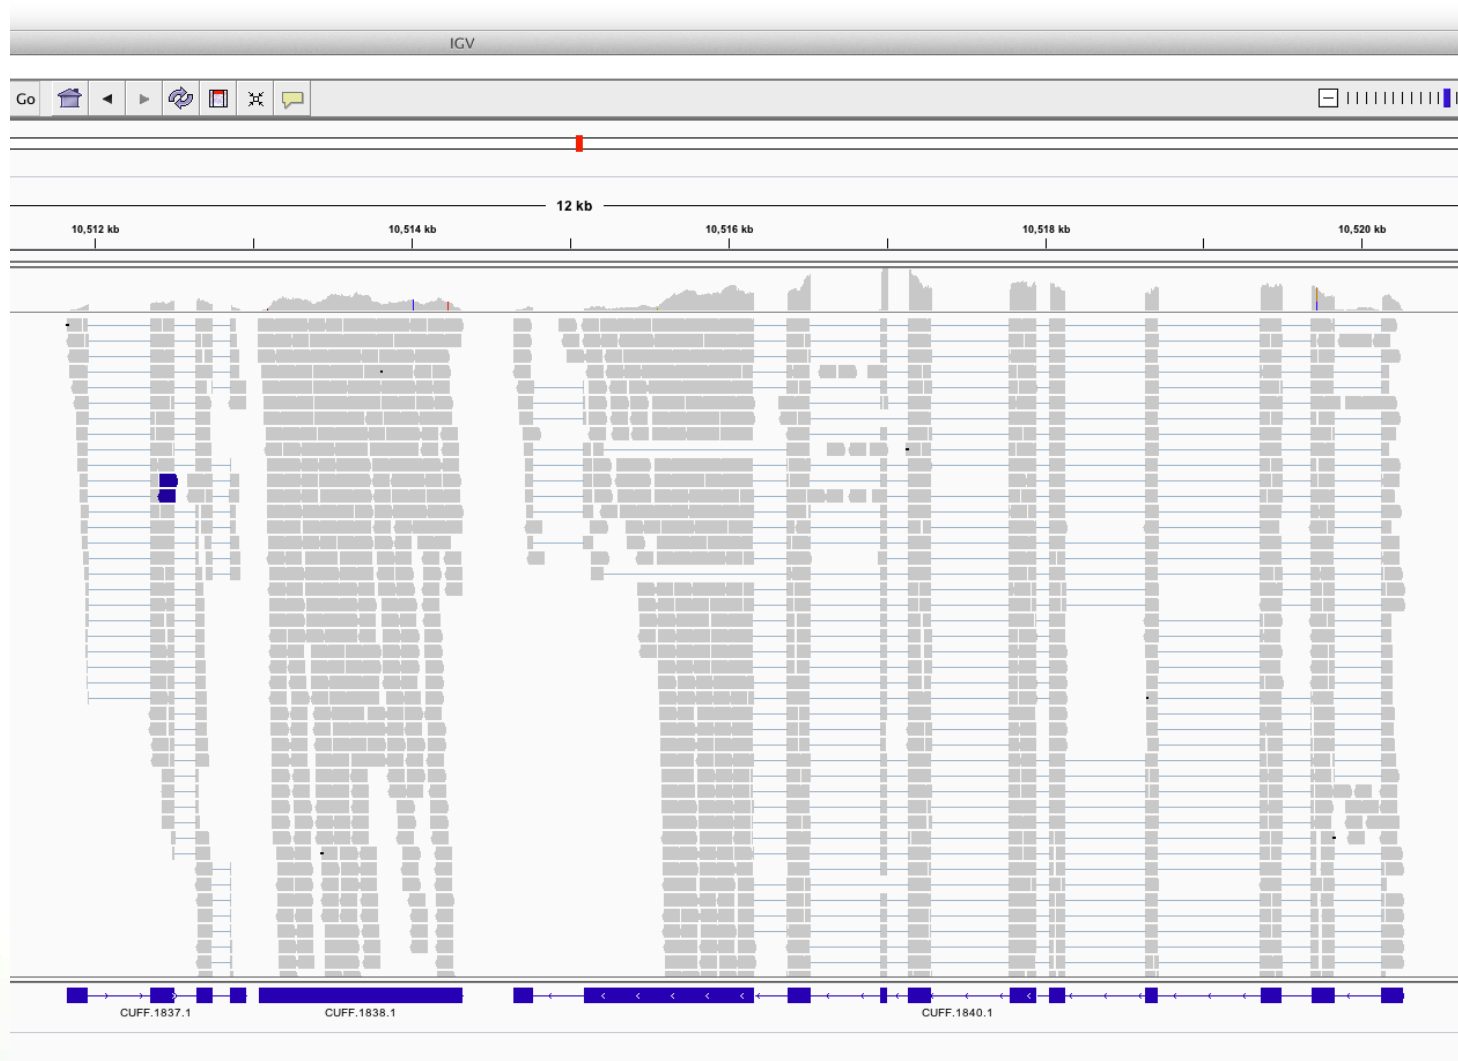 IGV
Go
12 kb
10,512 kb 10,514 kb 10,516 kb 10,518 kb 10,520 kb
CUFF.1837.1 CUFF.1838.1 CUFF.1840.1